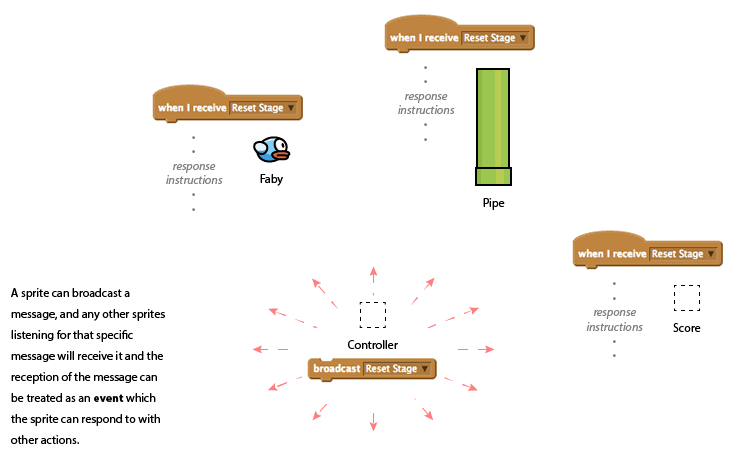 when I receive Reset Stage
response
instructions
Pipe
when I receive Reset Stage
response
instructions
Faby
when I receive Reset Stage
response
instructions
Score
A sprite can broadcast a
message, and any other sprites
listening for that specific
message will receive it and the
reception of the message can
be treated as an event which
the sprite can respond to with
other actions.
Controller
broadcast Reset Stage